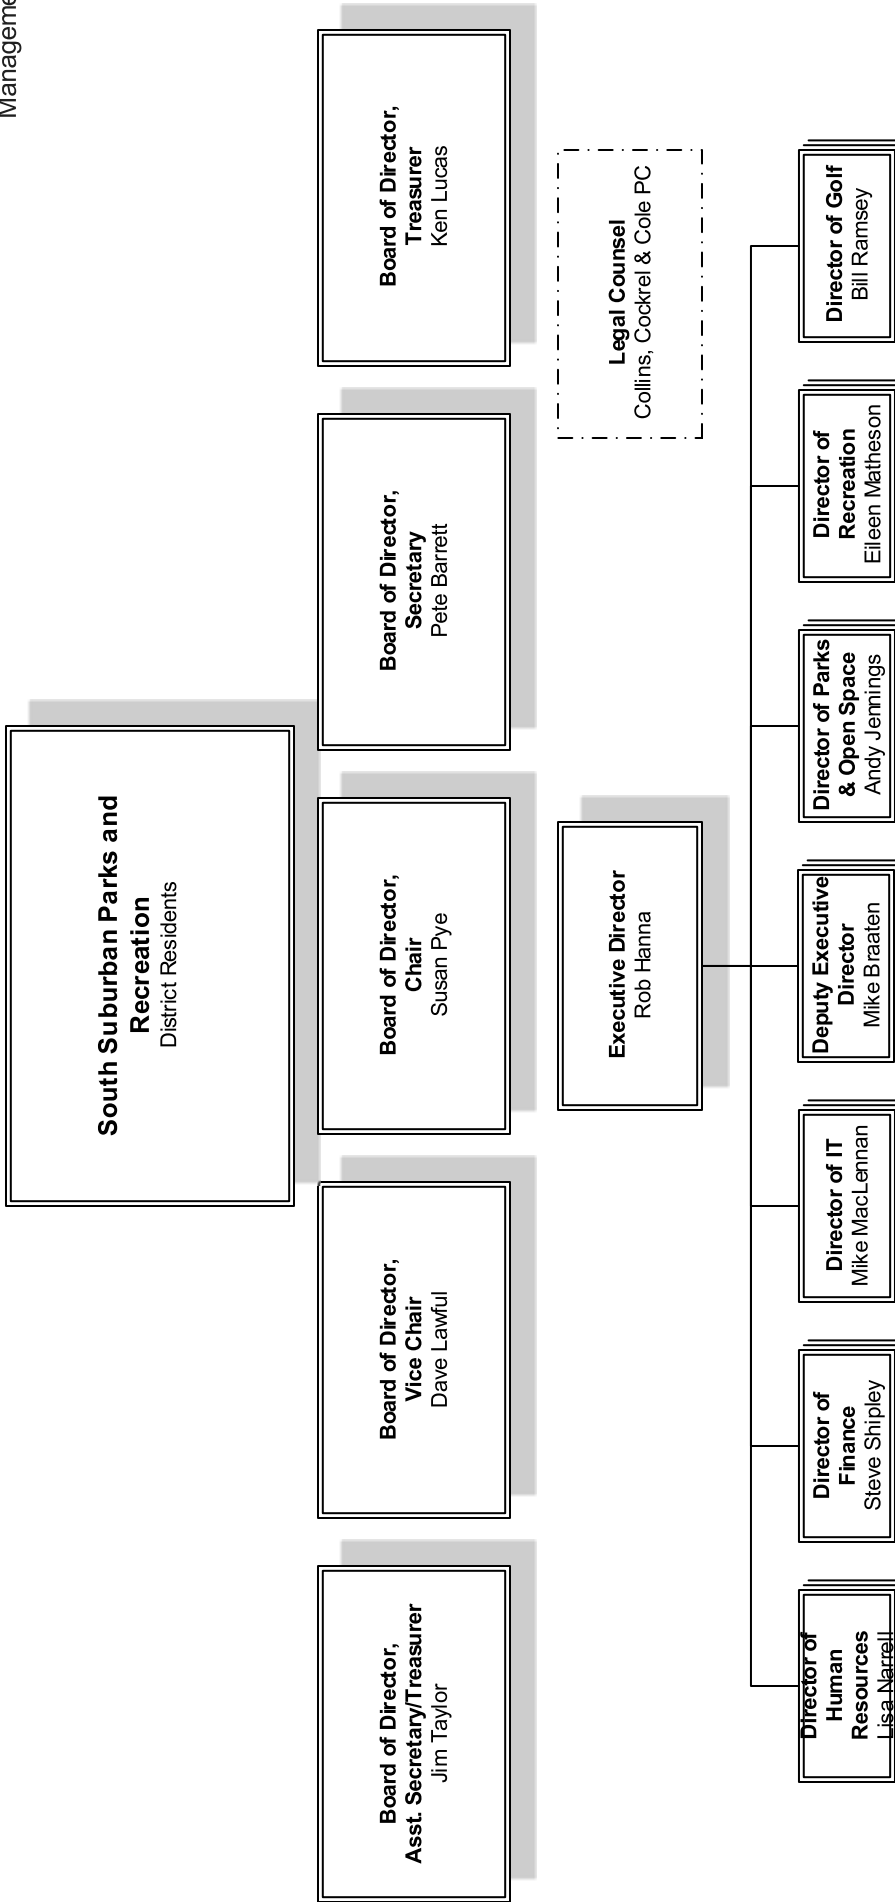 Manageme
South Suburban Parks and
Recreation
District Residents
Board of Director,
Asst. Secretary/Treasurer
Jim Taylor
Board of Director,
Vice Chair
Dave Lawful
Board of Director,
Chair
Susan Pye
Board of Director,
Secretary
Pete Barrett
Board of Director,
Treasurer
Ken Lucas
Executive Director
Rob Hanna
Legal Counsel
Collins, Cockrel & Cole PC
Director of
Human
Resources
Lisa Narrell
Director of
Finance
Steve Shipley
Director of IT
Mike MacLennan
Deputy Executive
Director
Mike Braaten
Director of Parks
& Open Space
Andy Jennings
Director of
Recreation
Eileen Matheson
Director of Golf
Bill Ramsey